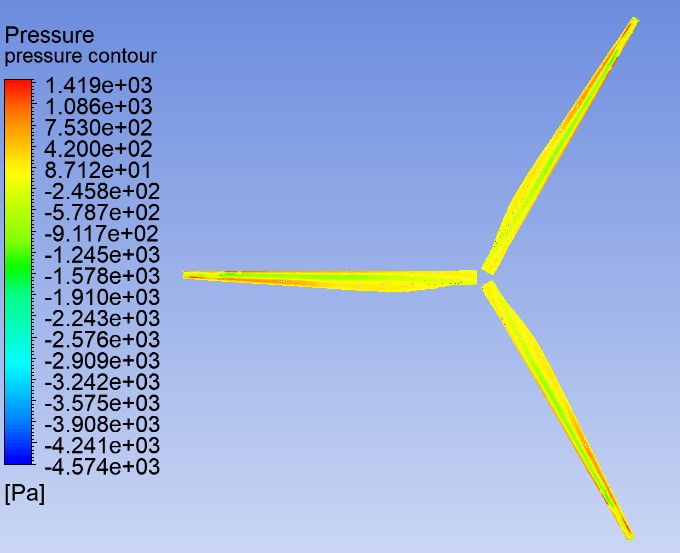 Pressure
pressure contour
1.419e+03
1.086e+03
7.530e+02
4.200e+02
8.712e+01
-2.458e+02
-5.787e+02
-9.117e+02
-1.245e+03
-1.578e+03
-1.910e+03
-2.243e+03
-2.576e+03
-2.909e+03
-3.242e+03
-3.575e+03
-3.908e+03
-4.241e+03
-4.574e+03
[Pa]